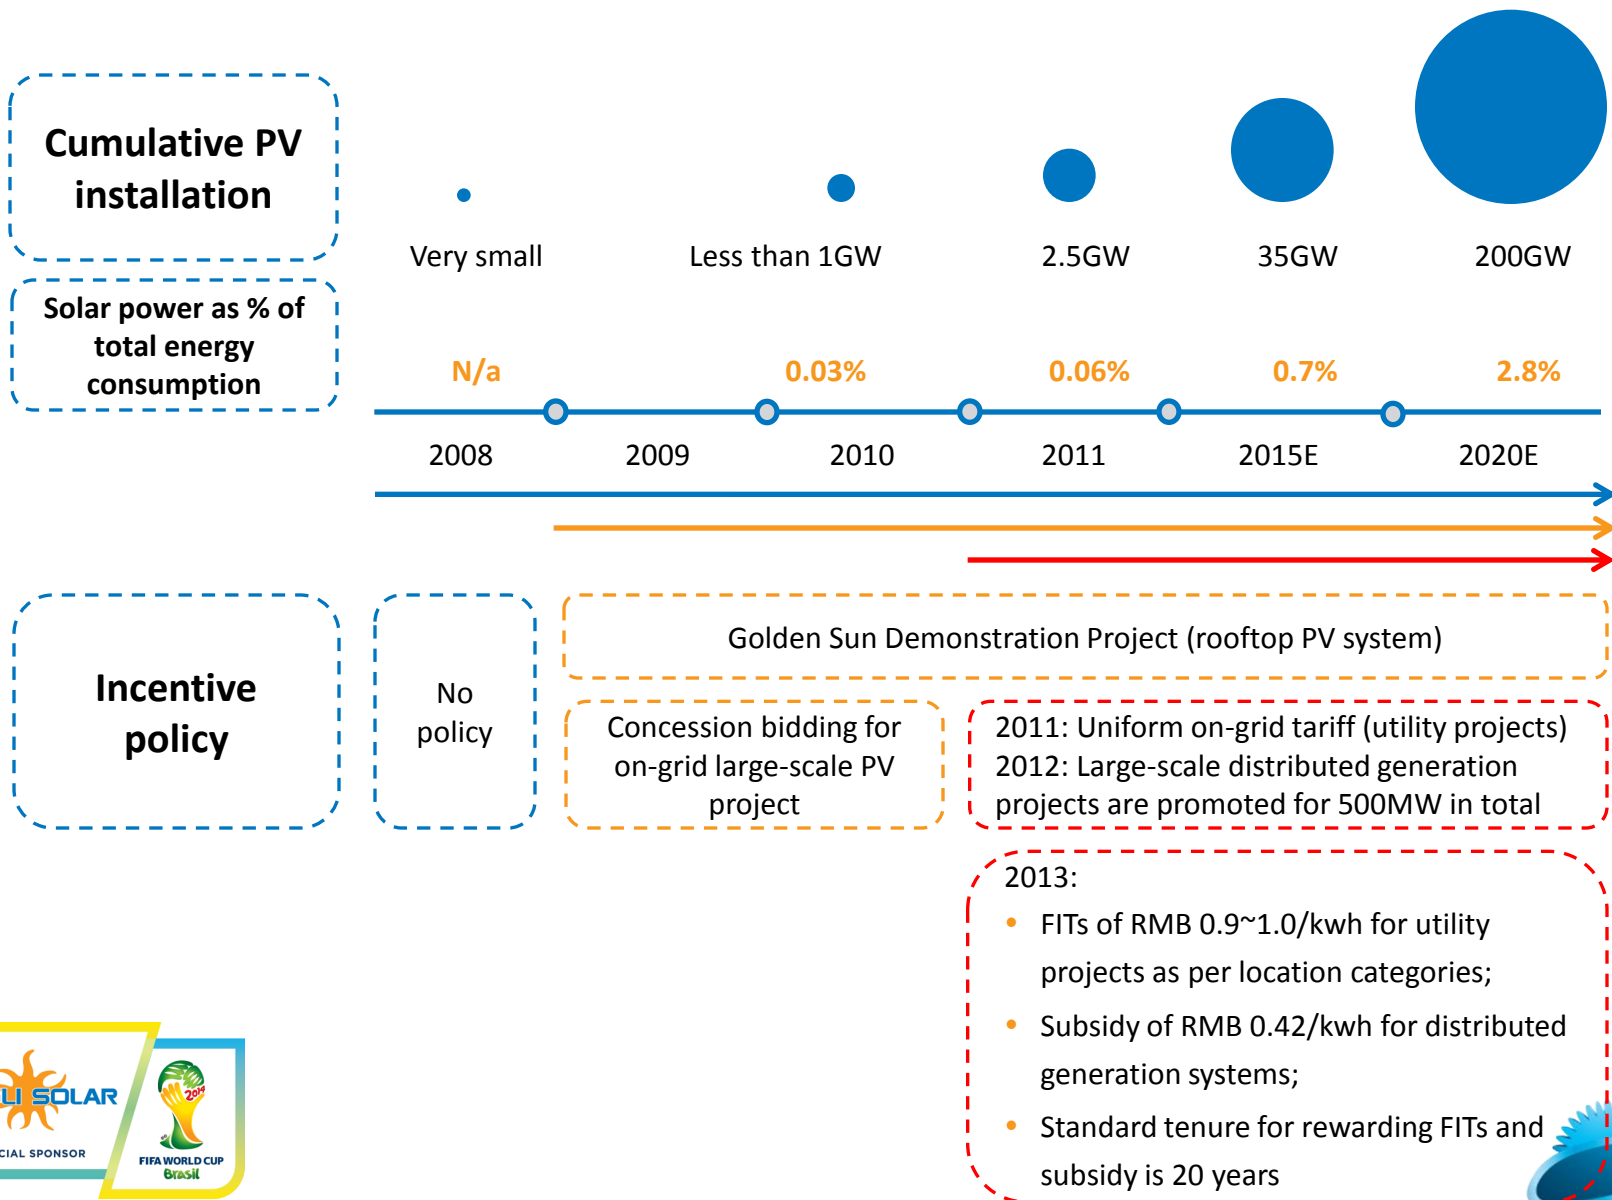 Cumulative PV
installation
Very small
Less than 1GW
2.5GW
35GW
200GW
Solar power as % of
total energy
consumption
N/a
0.03%
0.06%
0.7%
2.8%
2008
2009
2010
2011
2015E
2020E
Incentive
policy
No
policy
Golden Sun Demonstration Project (rooftop PV system)
Concession bidding for
on-grid large-scale PV
project
2011: Uniform on-grid tariff (utility projects)
2012: Large-scale distributed generation
projects are promoted for 500MW in total
2013:
• FITs of RMB 0.9~1.0/kwh for utility
projects as per location categories;
• Subsidy of RMB 0.42/kwh for distributed
generation systems;
• Standard tenure for rewarding FITs and
subsidy is 20 years
LI SOLAR
CIAL SPONSOR
2014
FIFA WORLD CUP
Brasil